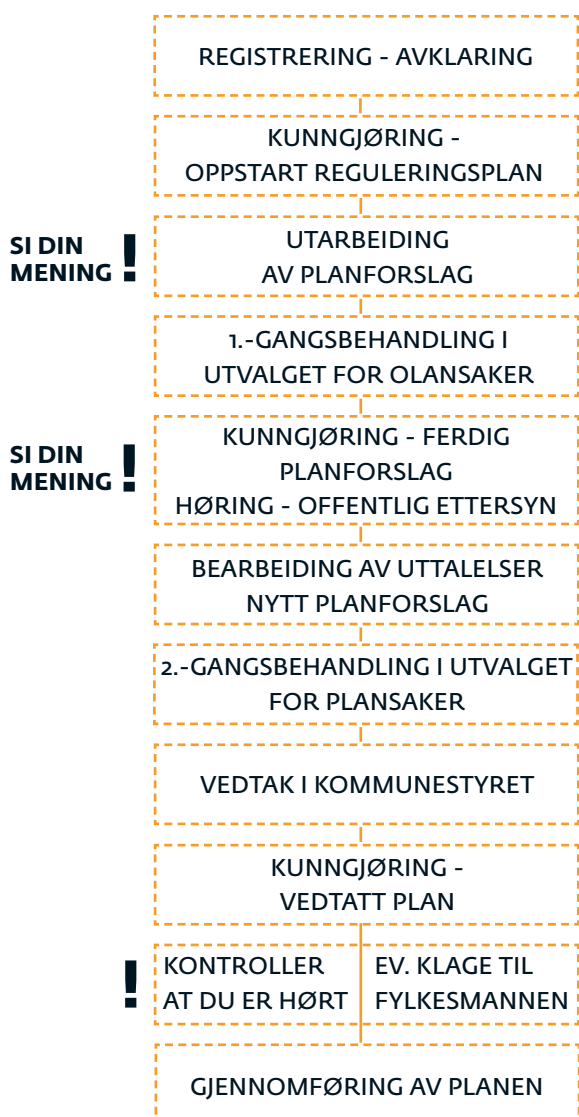 REGISTRERING - AVKLARING
KUNNGJØRING -
OPPSTART REGULERINGSPLAN
SI DIN
MENING !
UTARBEIDING
AV PLANFORSLAG
1.-GANGSBEHANDLING I
UTVALGET FOR OLANSAKER
SI DIN
MENING !
KUNNGJØRING - FERDIG
PLANFORSLAG
HØRING - OFFENTLIG ETTERSYN
BEARBEIDING AV UTTALELSER
NYTT PLANFORSLAG
2.-GANGSBEHANDLING I UTVALGET
FOR PLANSAKER
VEDTAK I KOMMUNESTYRET
KUNNGJØRING -
VEDTATT PLAN
!
KONTROLLER
AT DU ER HØRT
EV. KLAGE TIL
FYLKESMANNEN
GJENNOMFØRING AV PLANEN